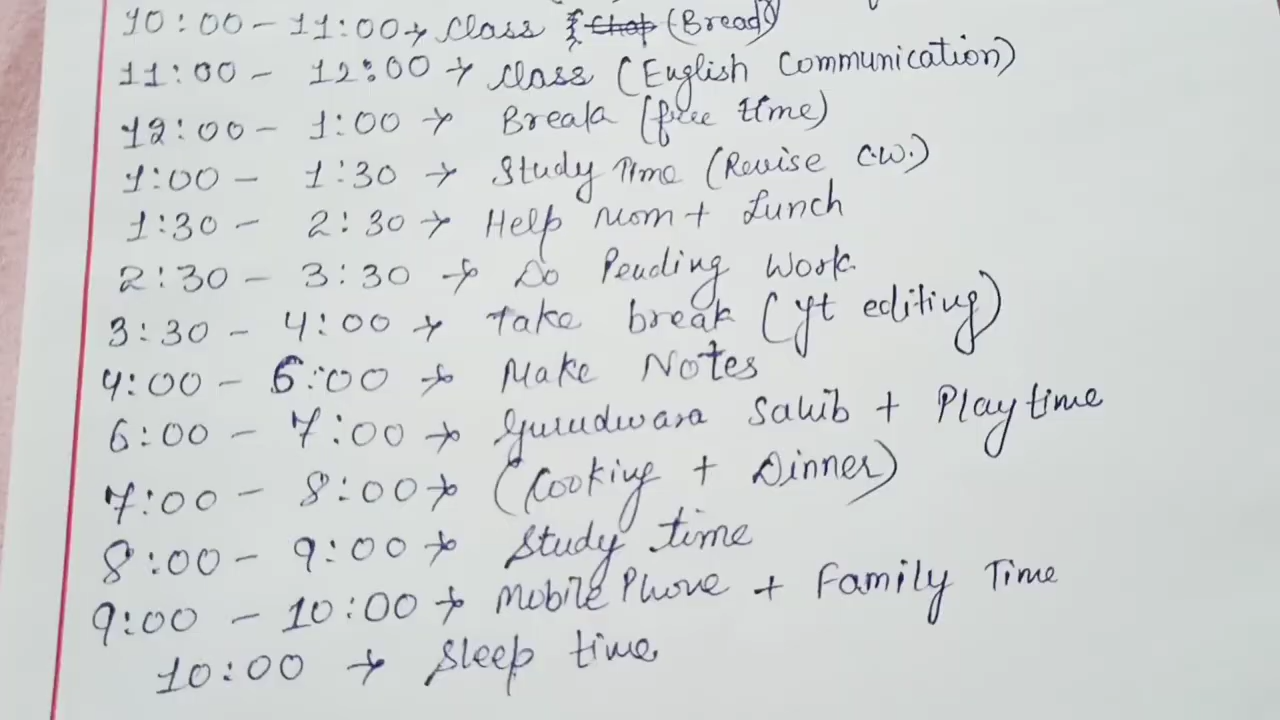 10:00 - 11:00 → Class (Bread)
11:00 - 12:00 → Class (English Communication)
12:00 - 1:00 → Break (free time)
1:00 - 1:30 → Study Time (Revise C.W.)
1:30 - 2:30 → Help Mom + Lunch
2:30 - 3:30 → Do Pending Work
3:30 - 4:00 → Take break (yt editing)
4:00 - 6:00 → Make Notes
6:00 - 7:00 → Gurudwara Sahib + Play time
7:00 - 8:00 → (Cooking + Dinner)
8:00 - 9:00 → Study time
9:00 - 10:00 → Mobile Phone + Family Time
10:00 → Sleep time